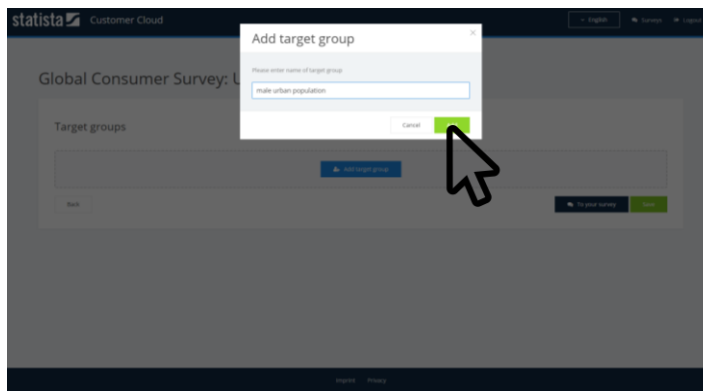 statista Customer Cloud
English Surveys Logout
Add target group
×
Global Consumer Survey: U
Please enter name of target group
male urban population
Cancel
Target groups
Add target group
Back
To your survey Save
Imprint Privacy